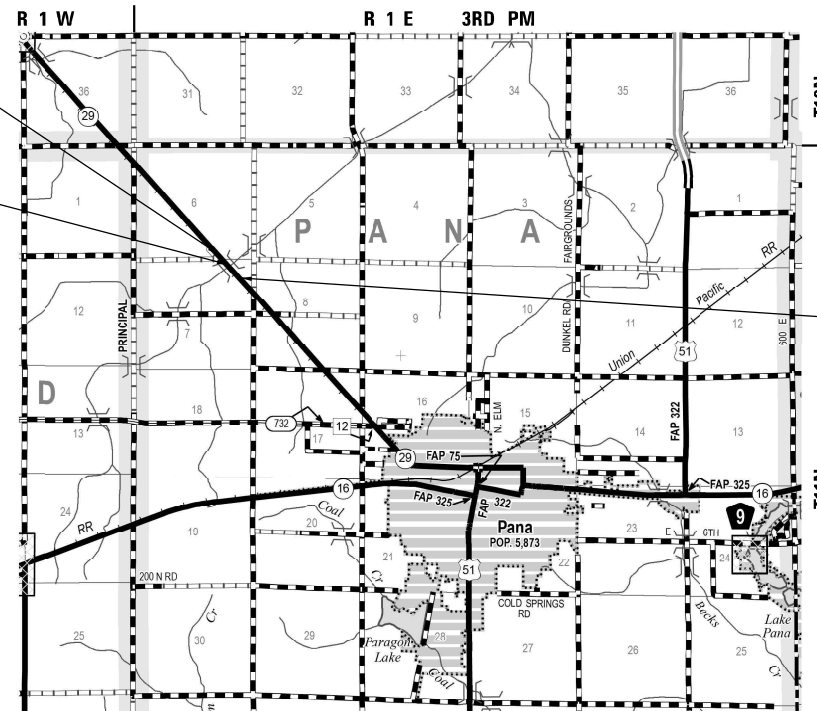 R 1 W
R 1 E
3RD PM
36
31
32
33
34
35
36
29
1
6
5
4
3
2
1
P A N A
FAIRGROUNDS
RR
Pacific
Union
12
7
8
9
10
11
12
PRINCIPAL
DUNKEL RD
51
D
18
13
16
15
14
13
732
12
17
N. ELM
FAP 322
29
FAP 75
16
FAP 325
FAP 322
FAP 325
16
24
RR
19
20
Coal
Pana
POP. 5,873
23
E
GTH
9
24
21
22
200 N RD
Cr
51
COLD SPRINGS
RD
Becks
Lake
Pana
25
30
Cr
29
Paragon
Lake
28
Coal
27
26
25
Cr